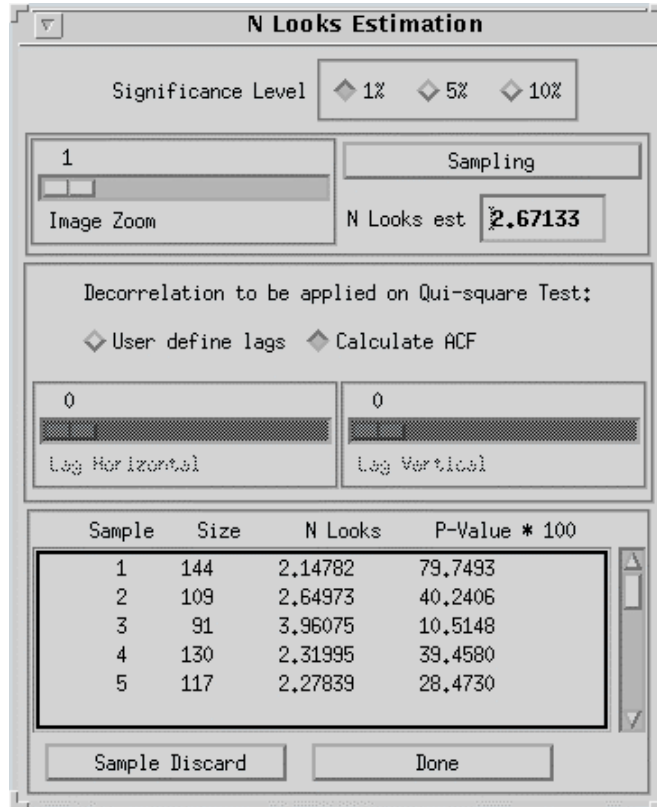 N Looks Estimation
Significance Level 1% 5% 10%
1
Image Zoom
Sampling
N Looks est 2.67133
Decorrelation to be applied on Qui-square Test:
User define lags Calculate ACF
0
Lag Horizontal
0
Lag Vertical
Sample Size N Looks P-Value * 100
1 144 2.14782 79.7493
2 109 2.64973 40.2406
3 91 3.96075 10.5148
4 130 2.31995 39.4580
5 117 2.27839 28.4730
Sample Discard Done